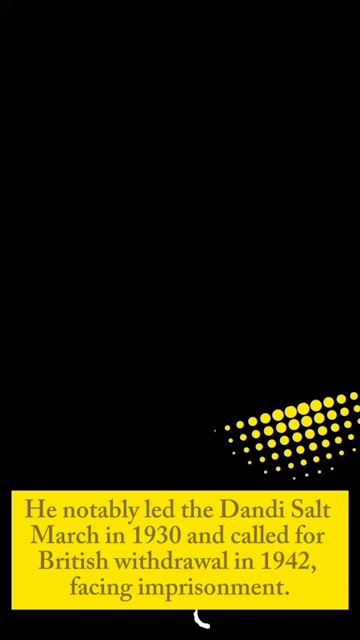 He notably led the Dandi Salt
March in 1930 and called for
British withdrawal in 1942,
facing imprisonment.